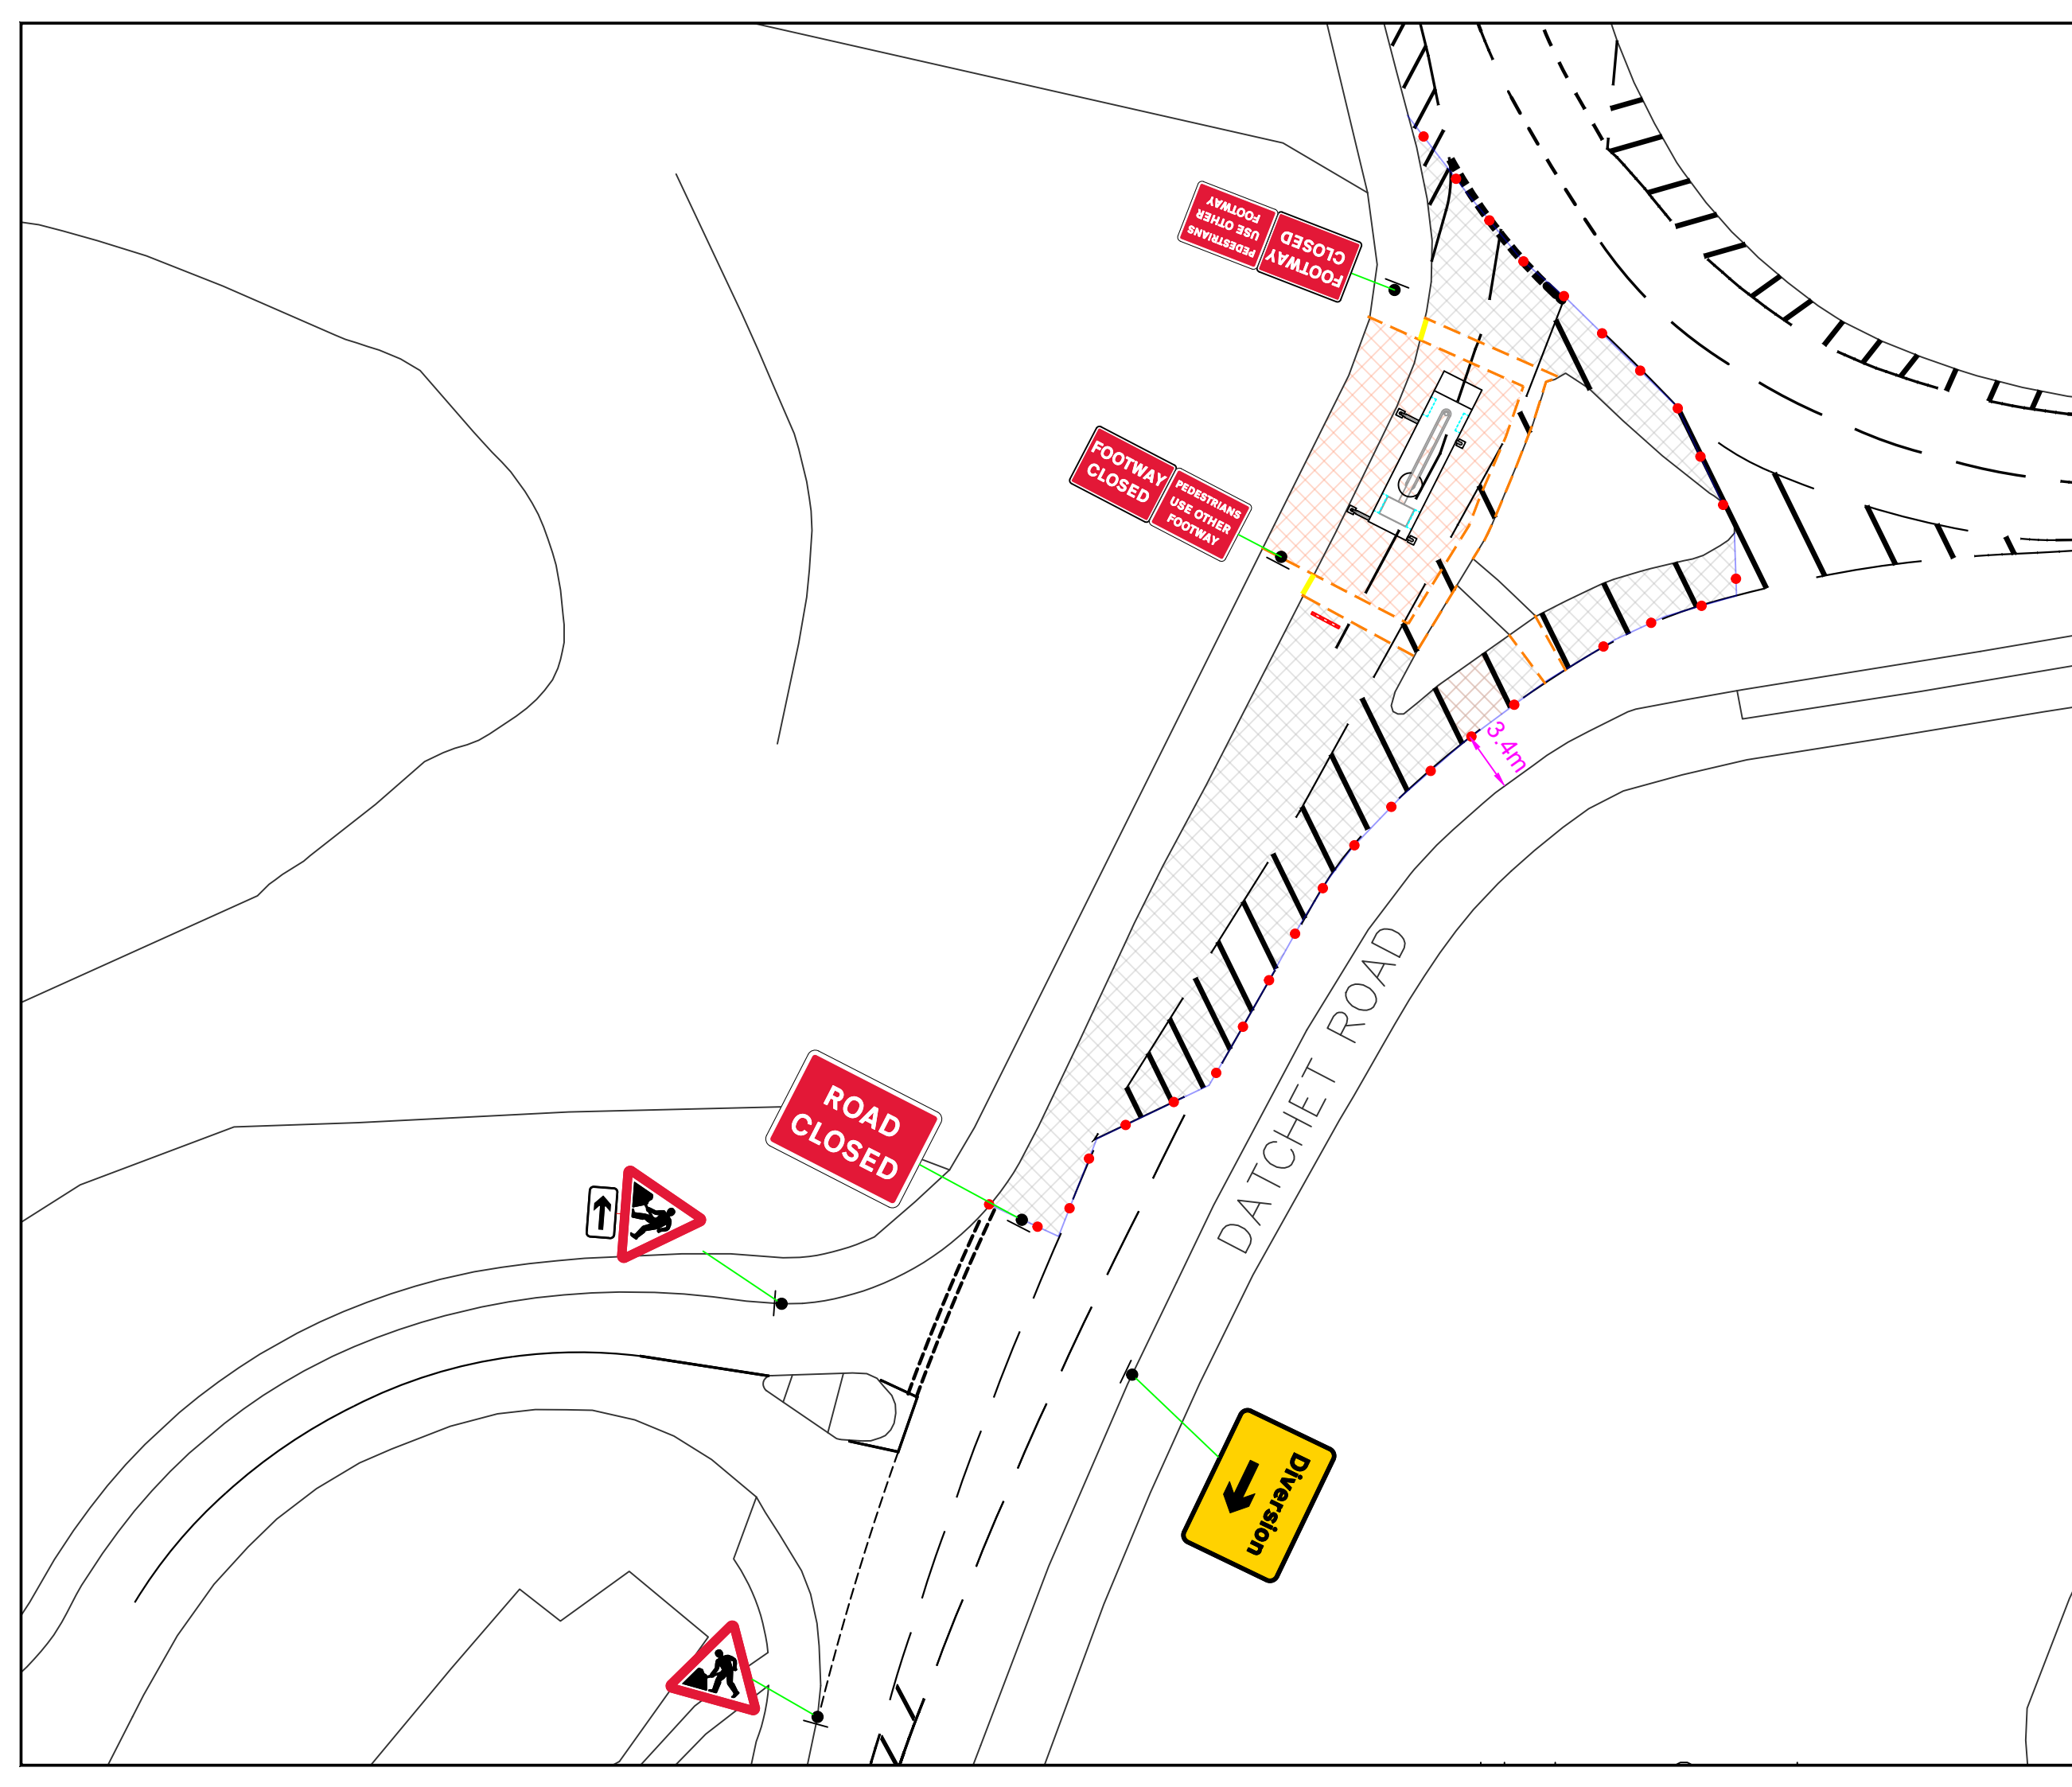 PEDESTRIANS
USE OTHER
FOOTWAY
FOOTWAY
CLOSED
FOOTWAY
CLOSED
PEDESTRIANS
USE OTHER
FOOTWAY
3.4m
DATCHET ROAD
ROAD
CLOSED
Diversion